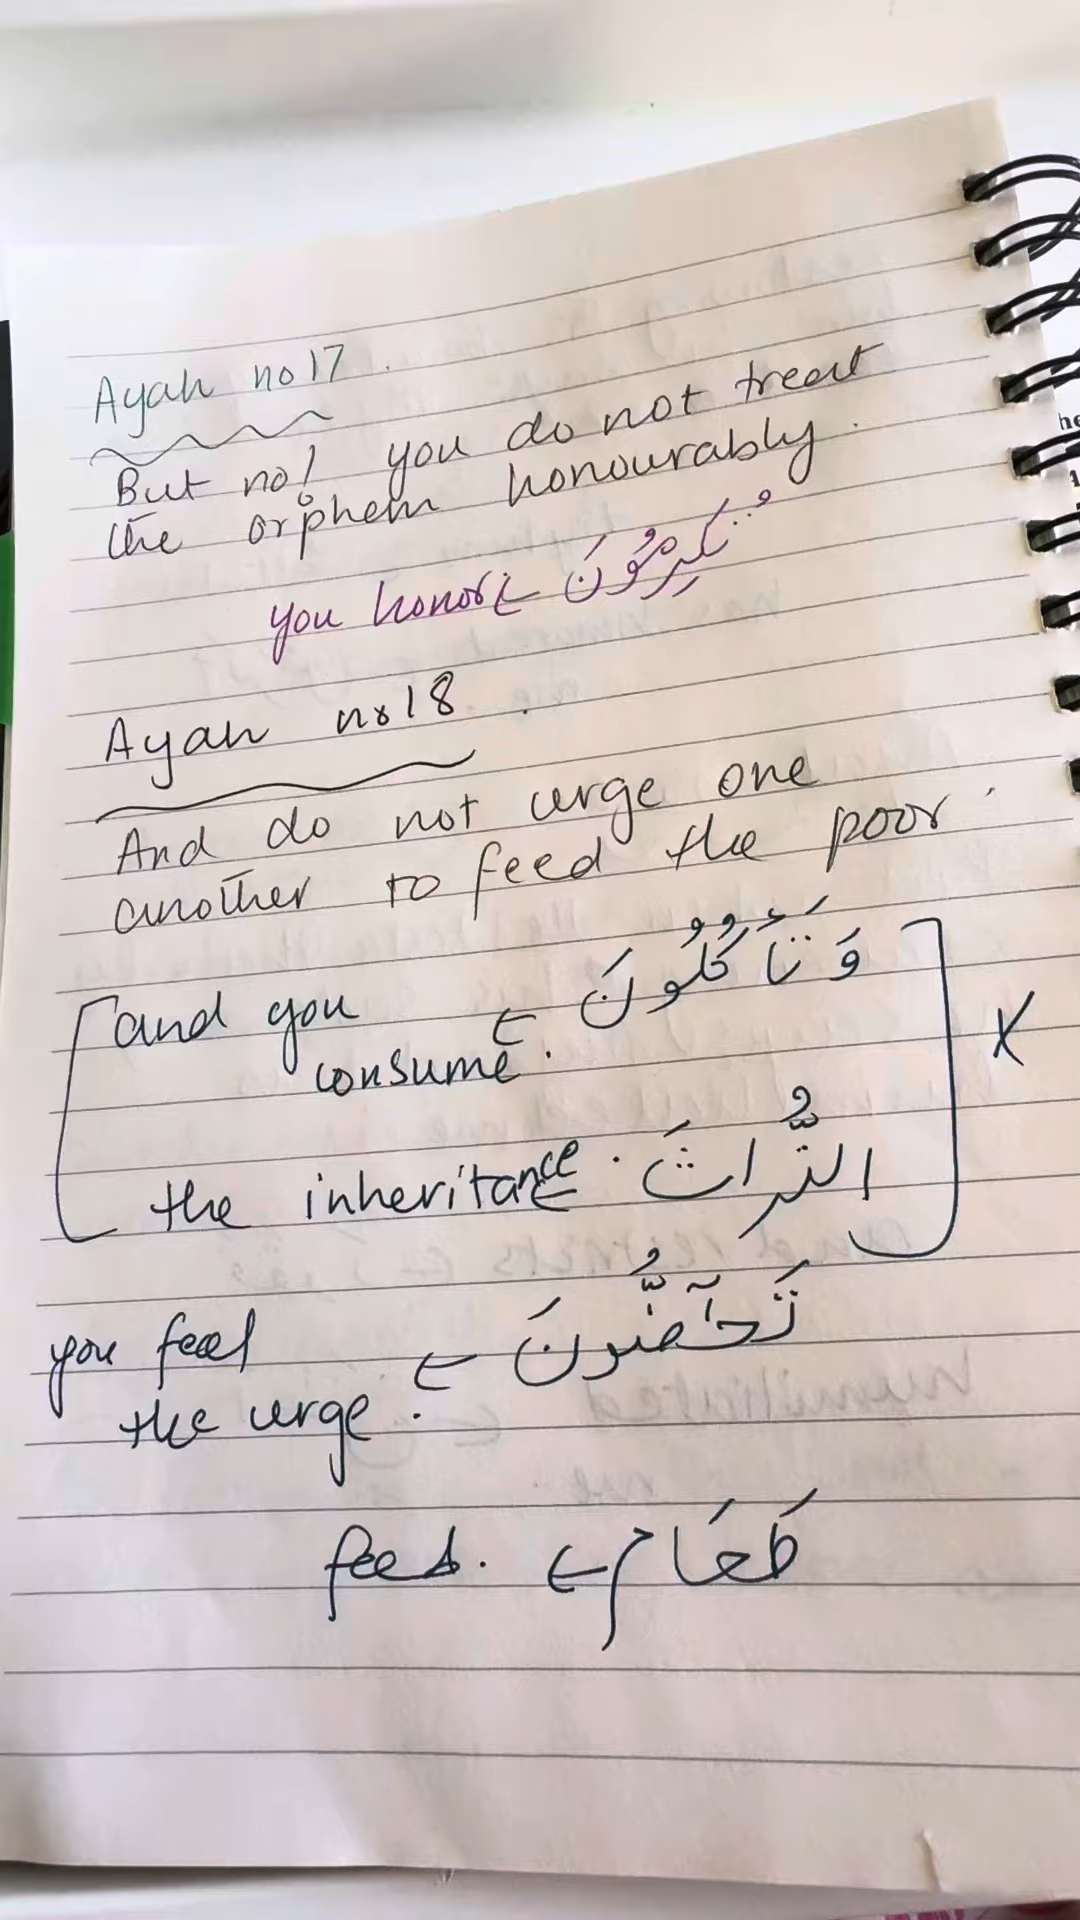 Ayah no 17.
But no! you do not treat
the orphem honourably.
you honor ← تُكْرِمُوْنَ
Ayah no 18.
And do not urge one
another to feed the poor.
and you ← وَتَأْكُلُوْنَ
consume.
X
the inheritance. ← التُّرَاثَ
you feel ← تَحآضُّونَ
the urge.
feed. ← طَعَام